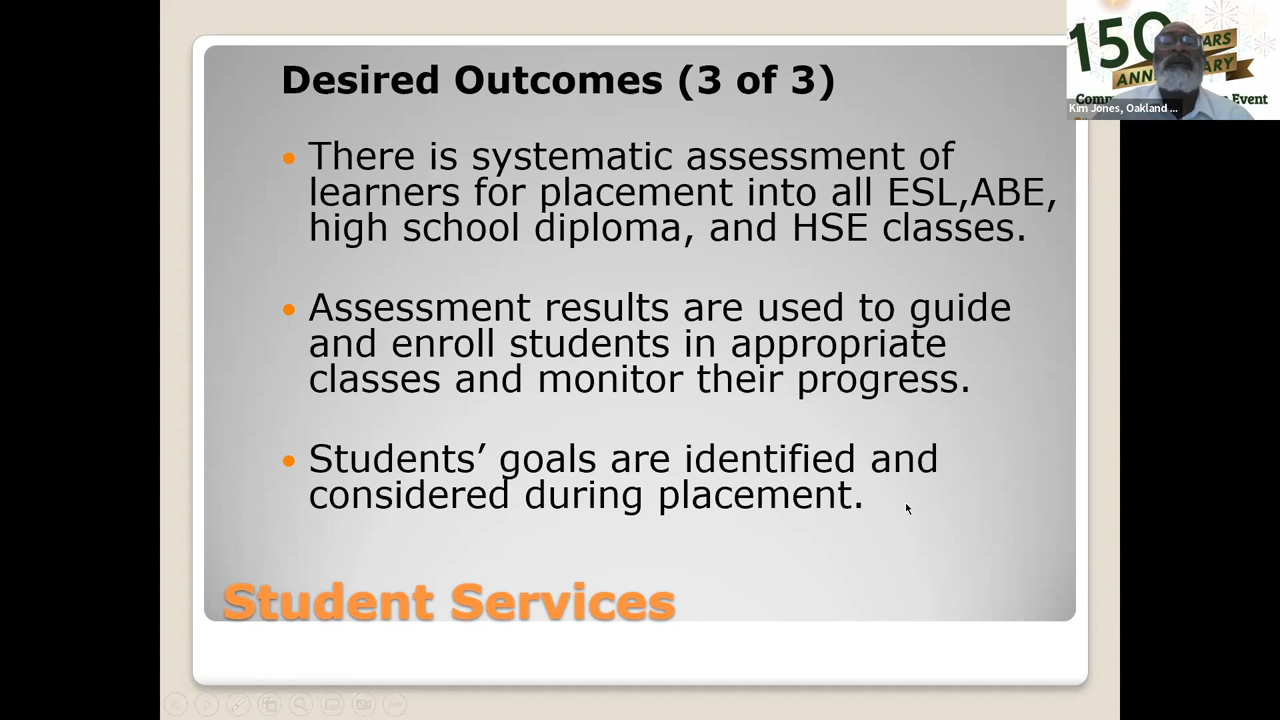 Desired Outcomes (3 of 3)
• There is systematic assessment of
learners for placement into all ESL,ABE,
high school diploma, and HSE classes.
• Assessment results are used to guide
and enroll students in appropriate
classes and monitor their progress.
• Students’ goals are identified and
considered during placement.
Student Services
150
Kim Jones, Oakland ...
Event